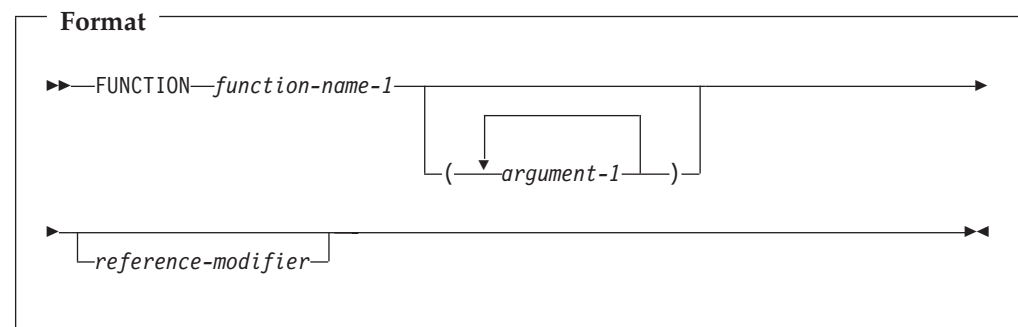 Format
FUNCTION function-name-1
( argument-1 )
reference-modifier